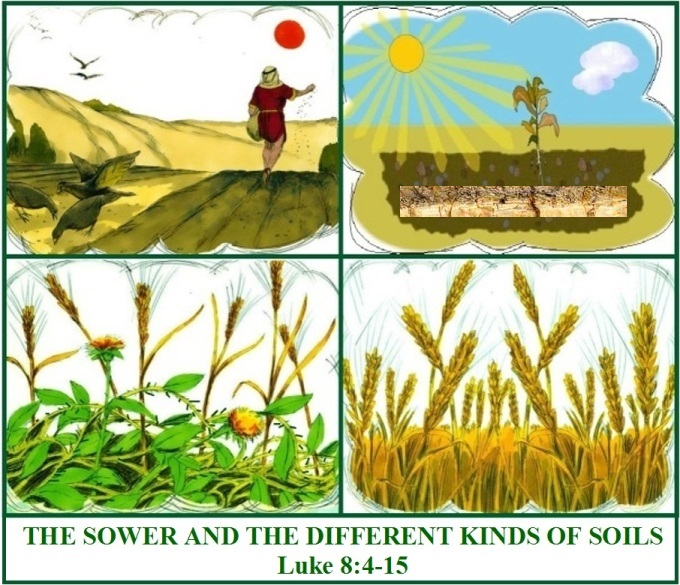 THE SOWER AND THE DIFFERENT KINDS OF SOILS
Luke 8:4-15